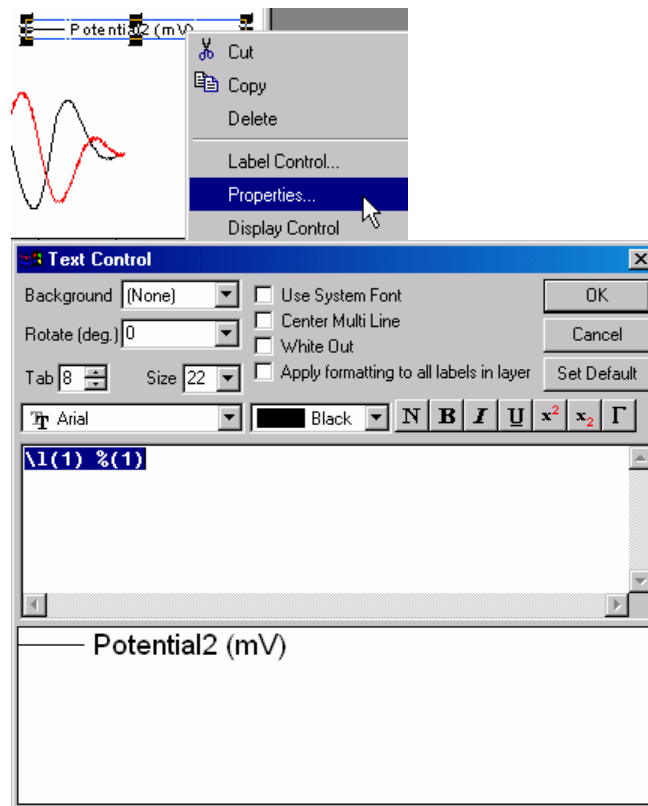 Potential2 (mV)
Cut
Copy
Delete
Label Control...
Properties...
Display Control
Text Control
Background (None) Use System Font OK
Center Multi Line
Rotate (deg.) 0 White Out Cancel
Tab 8 Size 22 Apply formatting to all labels in layer Set Default
Arial Black N B I U x² x₂ Γ
\l(1) %(1)
Potential2 (mV)